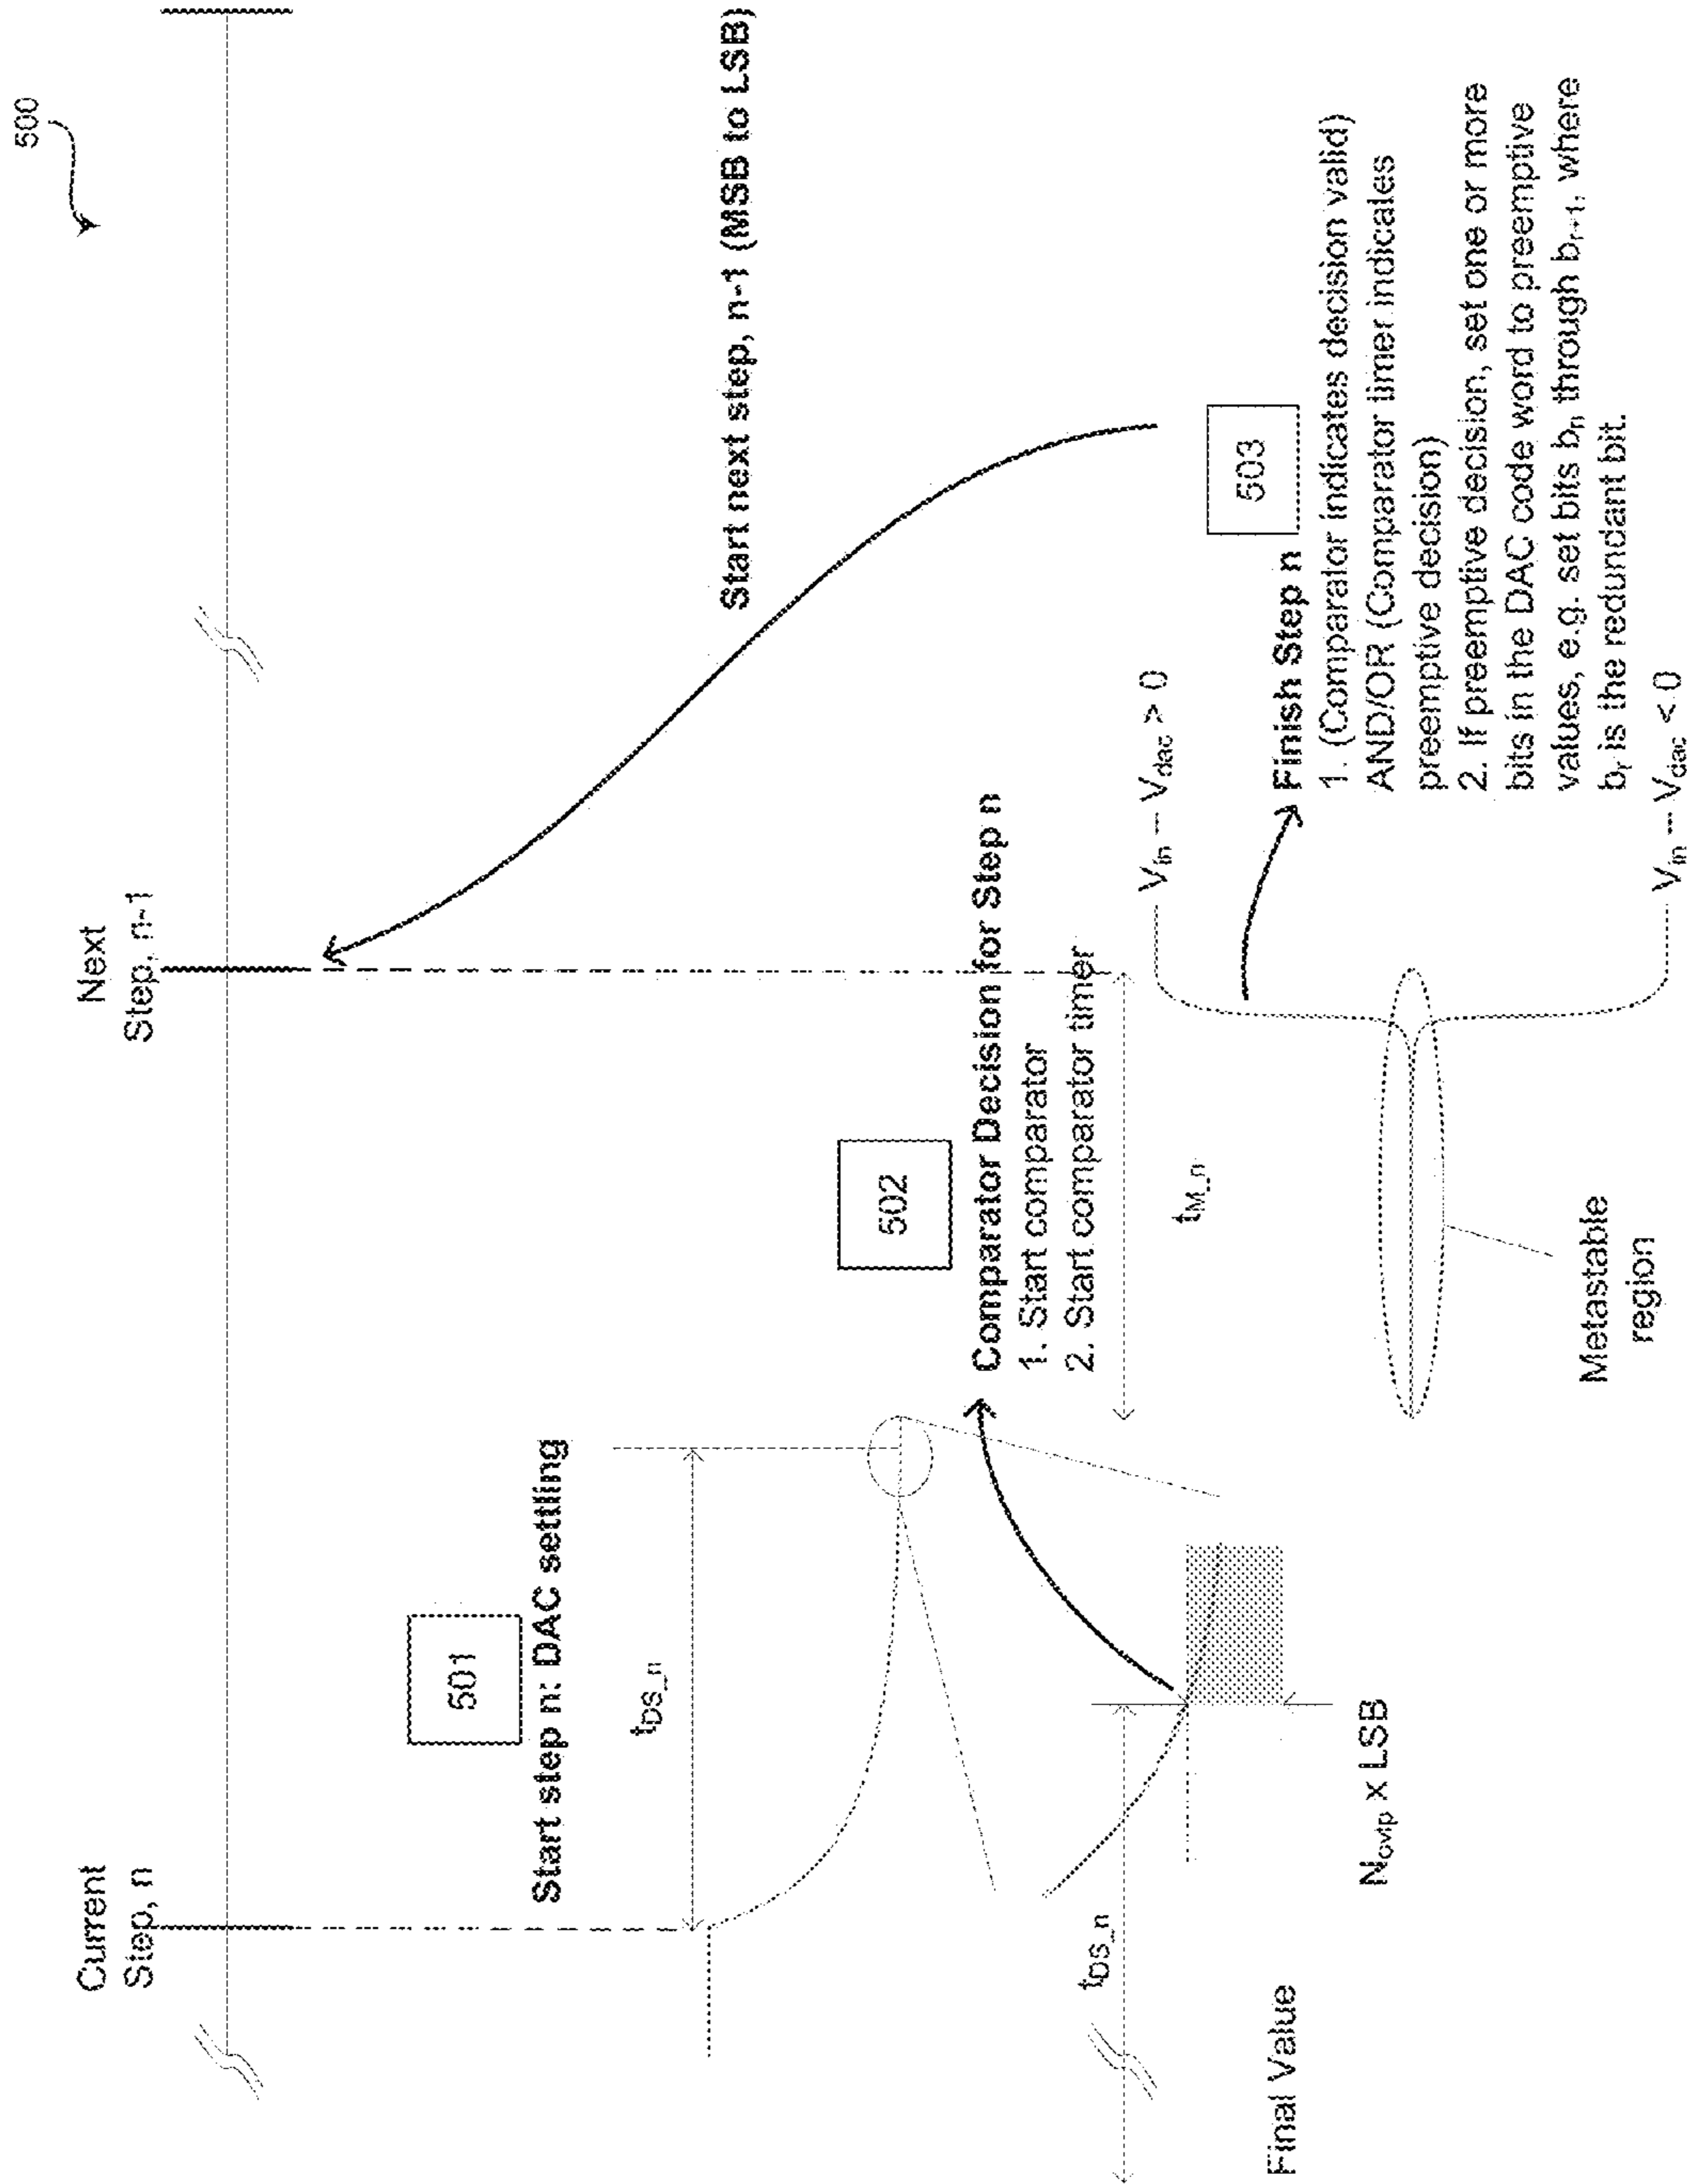 500
Current
Step, n
Next
Step, n-1
501
Start step n: DAC settling
t_DS_n
Start next step, n-1 (MSB to LSB)
502
Comparator Decision for Step n
1. Start comparator
2. Start comparator timer
t_DS_n
t_M_n
Final Value
N_ovlp x LSB
V_in – V_dac > 0
Metastable
region
V_in – V_dac < 0
503
Finish Step n
1. (Comparator indicates decision valid)
AND/OR (Comparator timer indicates
preemptive decision)
2. If preemptive decision, set one or more
bits in the DAC code word to preemptive
values, e.g. set bits b_n through b_r+1, where
b_r is the redundant bit.